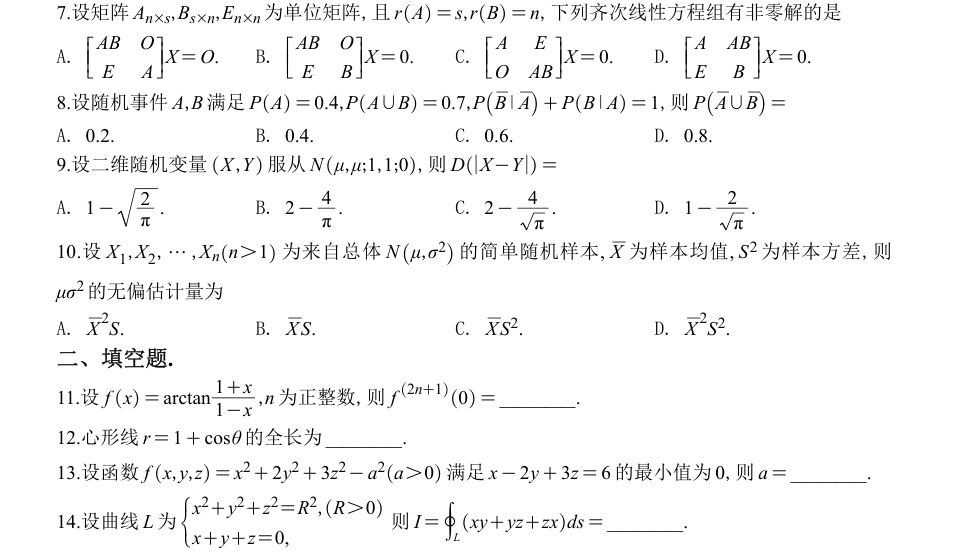 7.设矩阵 Aₙ×ₛ,Bₛ×ₙ,Eₙ×ₙ 为单位矩阵, 且 r(A)=s,r(B)=n, 下列齐次线性方程组有非零解的是
A. [AB O; E A]X=O.  B. [AB O; E B]X=0.  C. [A E; O AB]X=0.  D. [A AB; E B]X=0.
8.设随机事件 A,B 满足 P(A)=0.4,P(A∪B)=0.7,P(B̅|A̅)+P(B|A)=1, 则 P(A̅∪B̅)=
A. 0.2.  B. 0.4.  C. 0.6.  D. 0.8.
9.设二维随机变量 (X,Y) 服从 N(μ,μ;1,1;0), 则 D(|X−Y|)=
A. 1−√(2/π).  B. 2−4/π.  C. 2−4/√π.  D. 1−2/√π.
10.设 X₁,X₂, ⋯ ,Xₙ(n>1) 为来自总体 N(μ,σ²) 的简单随机样本, X̅ 为样本均值, S² 为样本方差, 则
μσ² 的无偏估计量为
A. X̅²S.  B. X̅S.  C. X̅S².  D. X̅²S².
二、填空题.
11.设 f(x)=arctan (1+x)/(1−x) ,n 为正整数, 则 f⁽²ⁿ⁺¹⁾(0)=________.
12.心形线 r=1+cosθ 的全长为 ________.
13.设函数 f(x,y,z)=x²+2y²+3z²−a²(a>0) 满足 x−2y+3z=6 的最小值为 0, 则 a=________.
14.设曲线 L 为 {x²+y²+z²=R²,(R>0) x+y+z=0, 则 I=∮_L(xy+yz+zx)ds=________.